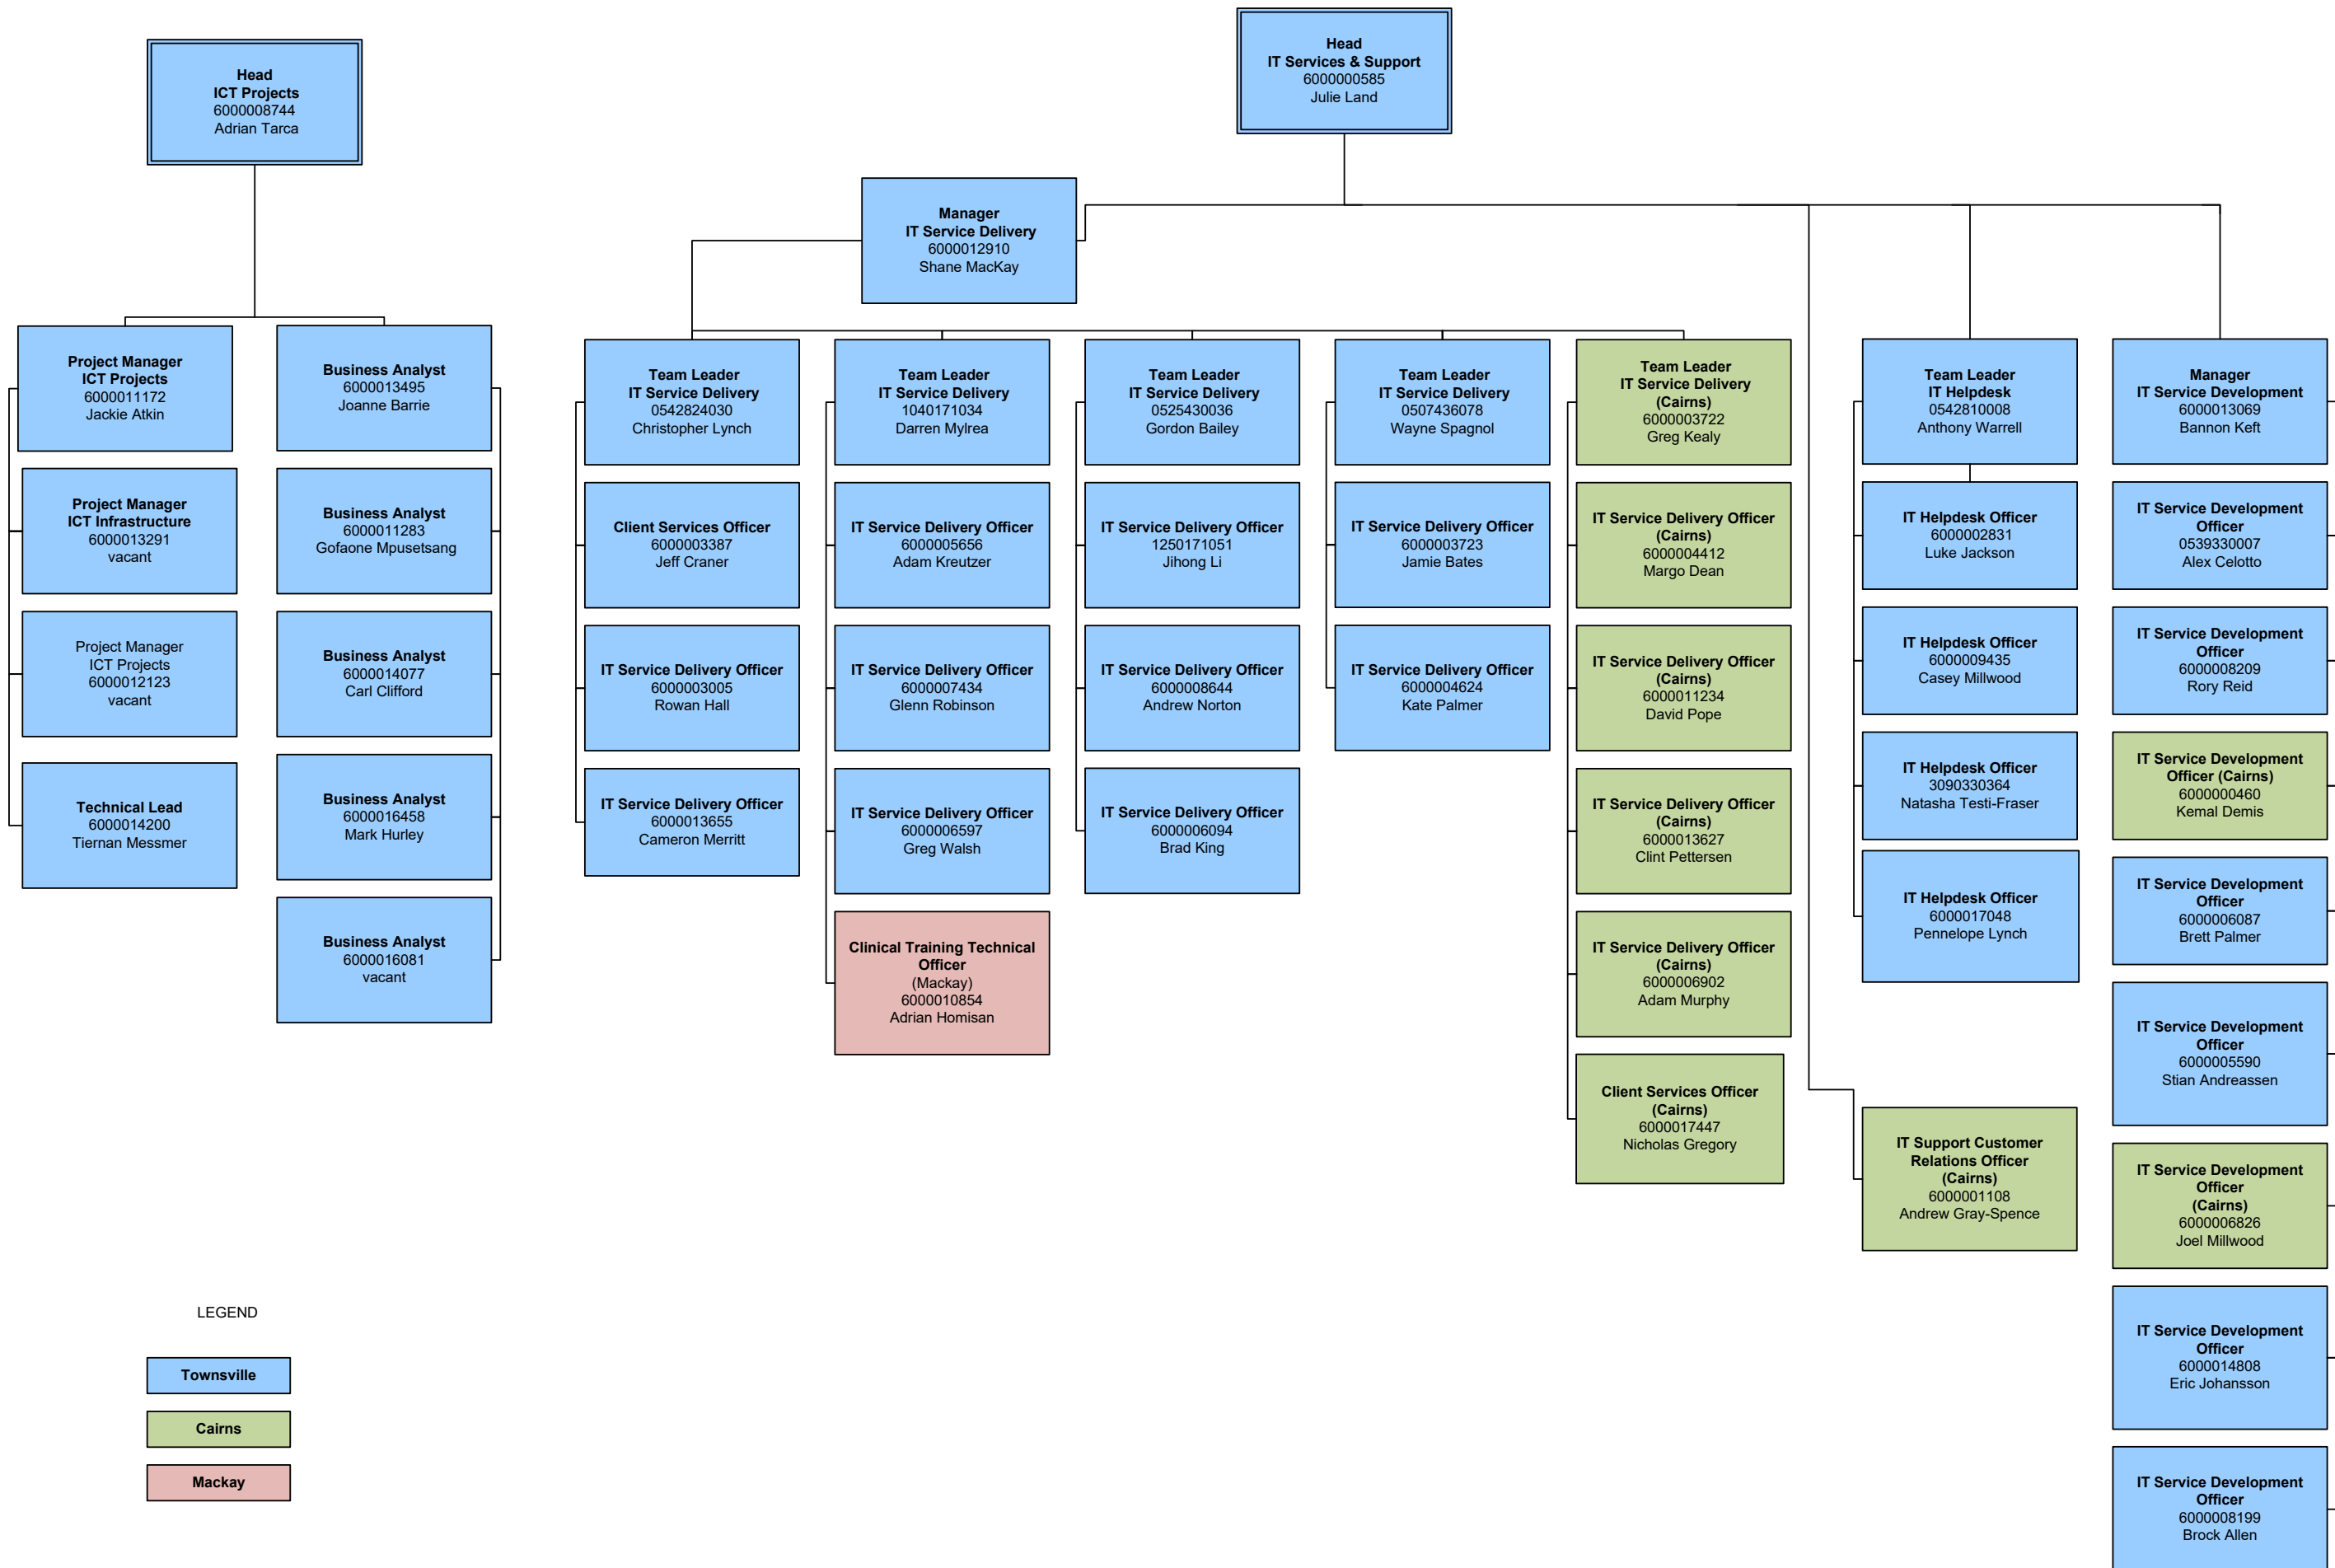 Head
ICT Projects
6000008744
Adrian Tarca
Head
IT Services & Support
6000000585
Julie Land
Manager
IT Service Delivery
6000012910
Shane MacKay
Project Manager
ICT Projects
6000011172
Jackie Atkin
Project Manager
ICT Infrastructure
6000013291
vacant
Project Manager
ICT Projects
6000012123
vacant
Technical Lead
6000014200
Tiernan Messmer
Business Analyst
6000013495
Joanne Barrie
Business Analyst
6000011283
Gofaone Mpusetsang
Business Analyst
6000014077
Carl Clifford
Business Analyst
6000016458
Mark Hurley
Business Analyst
6000016081
vacant
Team Leader
IT Service Delivery
0542824030
Christopher Lynch
Client Services Officer
6000003387
Jeff Craner
IT Service Delivery Officer
6000003005
Rowan Hall
IT Service Delivery Officer
6000013655
Cameron Merritt
Team Leader
IT Service Delivery
1040171034
Darren Mylrea
IT Service Delivery Officer
6000005656
Adam Kreutzer
IT Service Delivery Officer
6000007434
Glenn Robinson
IT Service Delivery Officer
6000006597
Greg Walsh
Clinical Training Technical
Officer
(Mackay)
6000010854
Adrian Homisan
Team Leader
IT Service Delivery
0525430036
Gordon Bailey
IT Service Delivery Officer
1250171051
Jihong Li
IT Service Delivery Officer
6000008644
Andrew Norton
IT Service Delivery Officer
6000006094
Brad King
Team Leader
IT Service Delivery
0507436078
Wayne Spagnol
IT Service Delivery Officer
6000003723
Jamie Bates
IT Service Delivery Officer
6000004624
Kate Palmer
Team Leader
IT Service Delivery
(Cairns)
6000003722
Greg Kealy
IT Service Delivery Officer
(Cairns)
6000004412
Margo Dean
IT Service Delivery Officer
(Cairns)
6000011234
David Pope
IT Service Delivery Officer
(Cairns)
6000013627
Clint Pettersen
IT Service Delivery Officer
(Cairns)
6000006902
Adam Murphy
Client Services Officer
(Cairns)
6000017447
Nicholas Gregory
Team Leader
IT Helpdesk
0542810008
Anthony Warrell
IT Helpdesk Officer
6000002831
Luke Jackson
IT Helpdesk Officer
6000009435
Casey Millwood
IT Helpdesk Officer
3090330364
Natasha Testi-Fraser
IT Helpdesk Officer
6000017048
Pennelope Lynch
IT Support Customer
Relations Officer
(Cairns)
6000001108
Andrew Gray-Spence
Manager
IT Service Development
6000013069
Bannon Keft
IT Service Development
Officer
0539330007
Alex Celotto
IT Service Development
Officer
6000008209
Rory Reid
IT Service Development
Officer (Cairns)
6000000460
Kemal Demis
IT Service Development
Officer
6000006087
Brett Palmer
IT Service Development
Officer
6000005590
Stian Andreassen
IT Service Development
Officer
(Cairns)
6000006826
Joel Millwood
IT Service Development
Officer
6000014808
Eric Johansson
IT Service Development
Officer
6000008199
Brock Allen
LEGEND
Townsville
Cairns
Mackay